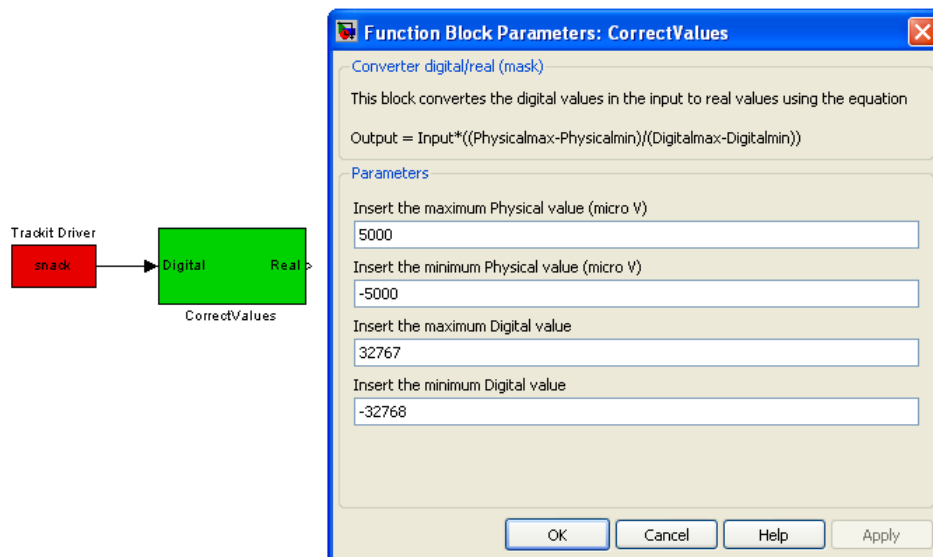 Trackit Driver
snack
Digital
Real
CorrectValues
Function Block Parameters: CorrectValues
Converter digital/real (mask)
This block convertes the digital values in the input to real values using the equation
Output = Input*((Physicalmax-Physicalmin)/(Digitalmax-Digitalmin))
Parameters
Insert the maximum Physical value (micro V)
5000
Insert the minimum Physical value (micro V)
-5000
Insert the maximum Digital value
32767
Insert the minimum Digital value
-32768
OK
Cancel
Help
Apply